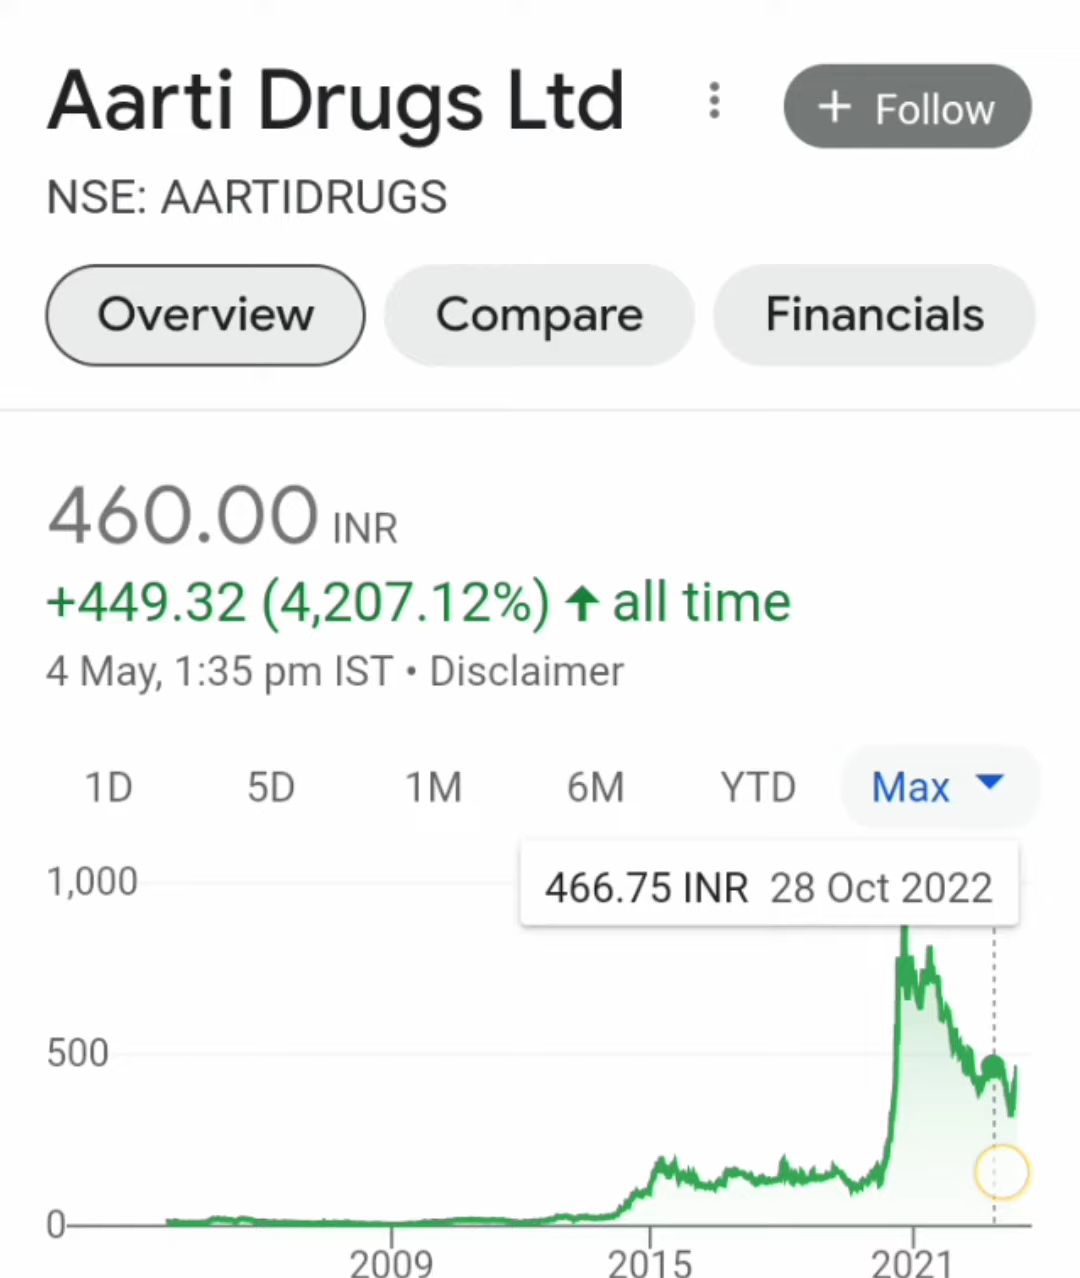 Aarti Drugs Ltd
+ Follow
NSE: AARTIDRUGS
Overview Compare Financials
460.00 INR
+449.32 (4,207.12%) ↑ all time
4 May, 1:35 pm IST • Disclaimer
1D 5D 1M 6M YTD Max
466.75 INR 28 Oct 2022
1,000
500
0
2009 2015 2021